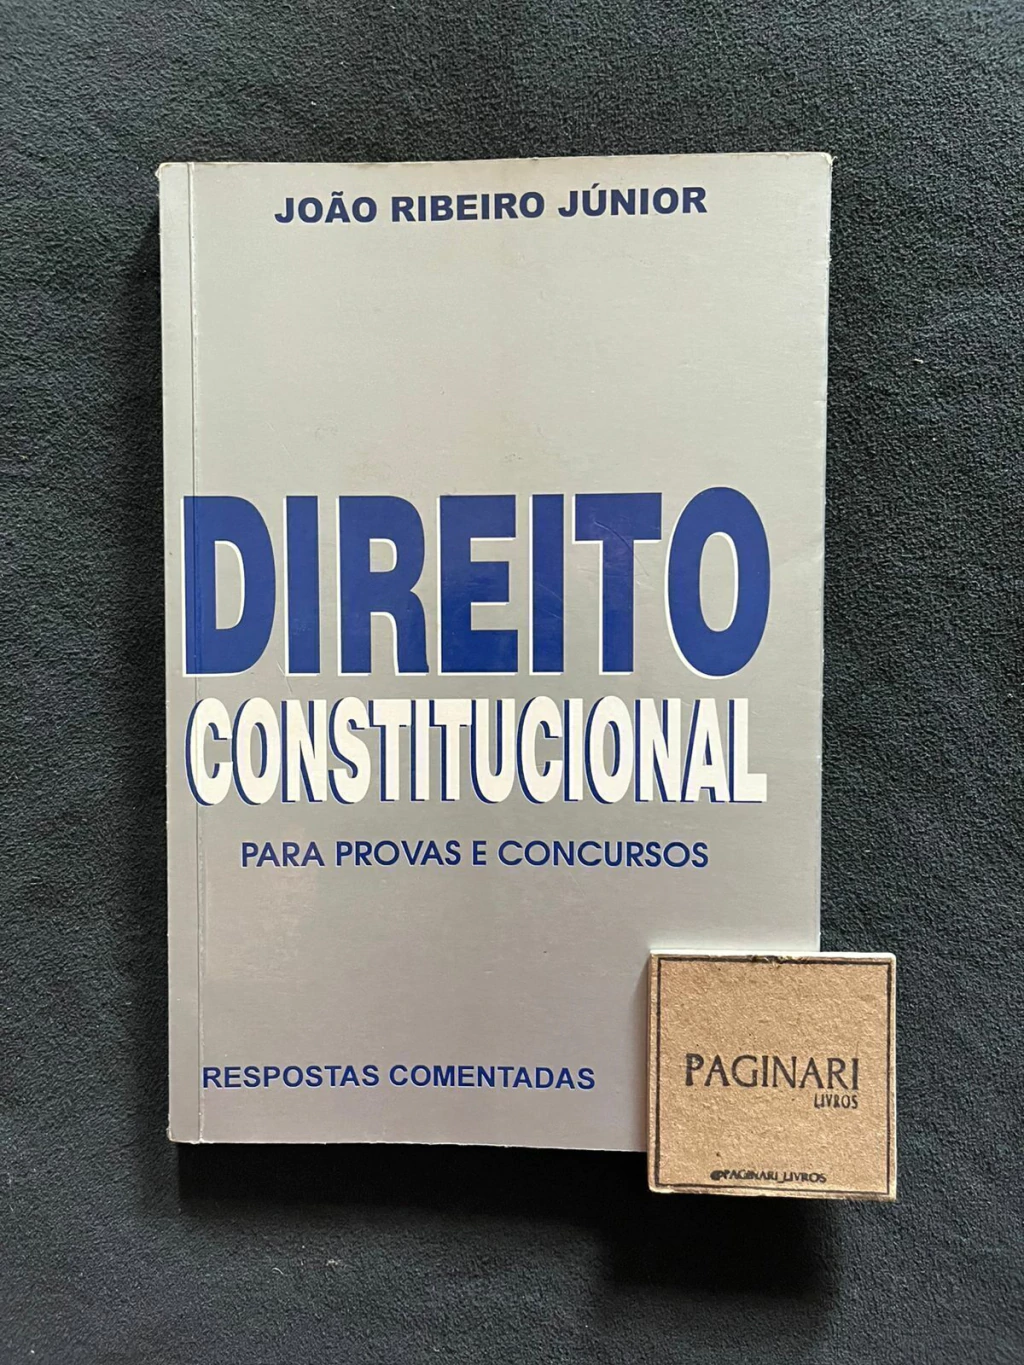 JOÃO RIBEIRO JÚNIOR
DIREITO
CONSTITUCIONAL
PARA PROVAS E CONCURSOS
RESPOSTAS COMENTADAS
PAGINARI
LIVROS
@PAGINARI_LIVROS